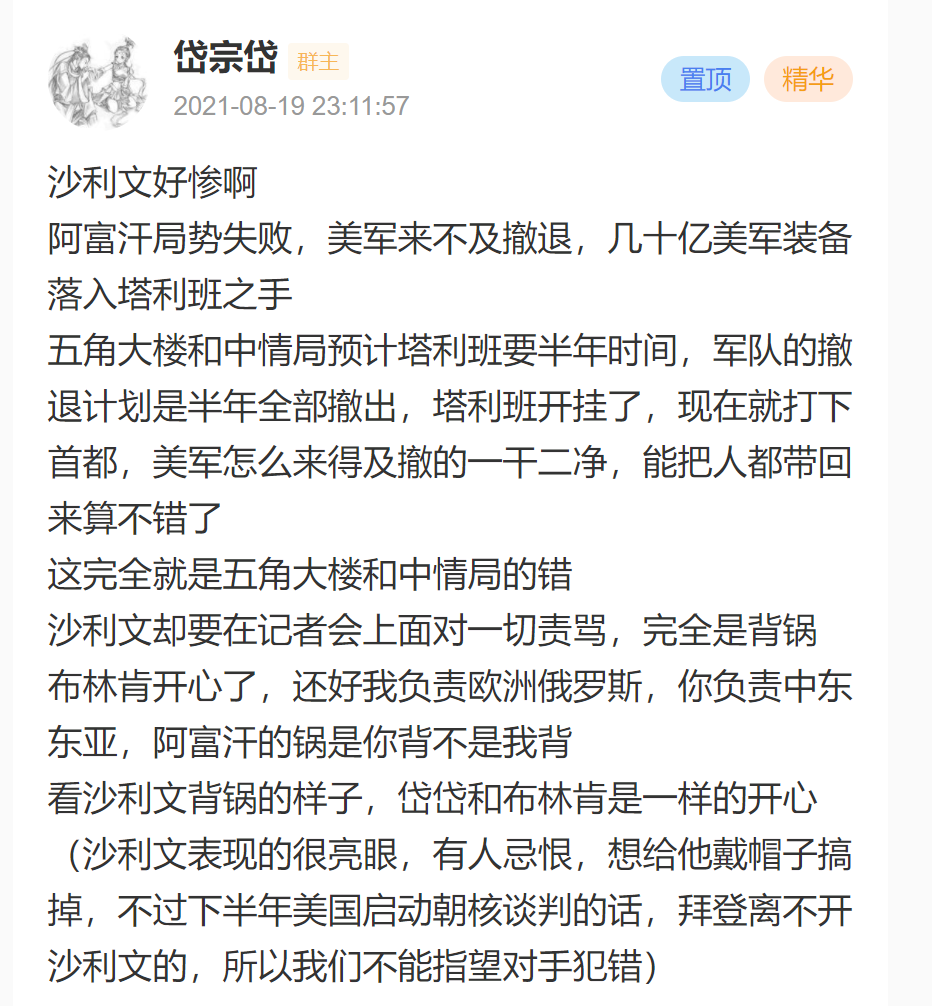 岱宗岱 群主
置顶 精华
2021-08-19 23:11:57
沙利文好惨啊
阿富汗局势失败，美军来不及撤退，几十亿美军装备
落入塔利班之手
五角大楼和中情局预计塔利班要半年时间，军队的撤
退计划是半年全部撤出，塔利班开挂了，现在就打下
首都，美军怎么来得及撤的一干二净，能把人都带回
来算不错了
这完全就是五角大楼和中情局的错
沙利文却要在记者会上面对一切责骂，完全是背锅
布林肯开心了，还好我负责欧洲俄罗斯，你负责中东
东亚，阿富汗的锅是你背不是我背
看沙利文背锅的样子，岱岱和布林肯是一样的开心
（沙利文表现的很亮眼，有人忌恨，想给他戴帽子搞
掉，不过下半年美国启动朝核谈判的话，拜登离不开
沙利文的，所以我们不能指望对手犯错）